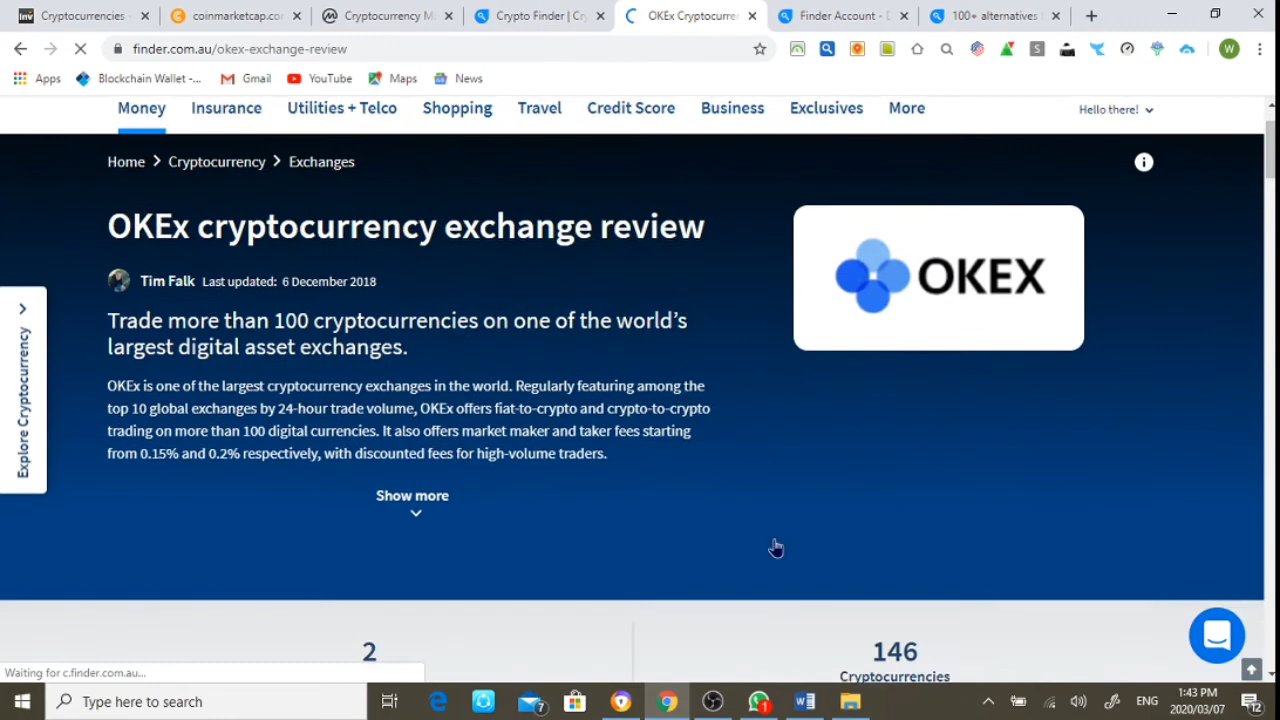 Cryptocurrencies -
coinmarketcap.co
Cryptocurrency M
Crypto Finder | Cr
OKEx Cryptocurre
Finder Account - D
100+ alternatives
finder.com.au/okex-exchange-review
Apps
Blockchain Wallet -...
Gmail
YouTube
Maps
News
Money
Insurance
Utilities + Telco
Shopping
Travel
Credit Score
Business
Exclusives
More
Hello there!
Home > Cryptocurrency > Exchanges
OKEx cryptocurrency exchange review
OKEX
Tim Falk Last updated: 6 December 2018
Trade more than 100 cryptocurrencies on one of the world's
largest digital asset exchanges.
OKEx is one of the largest cryptocurrency exchanges in the world. Regularly featuring among the
top 10 global exchanges by 24-hour trade volume, OKEx offers fiat-to-crypto and crypto-to-crypto
trading on more than 100 digital currencies. It also offers market maker and taker fees starting
from 0.15% and 0.2% respectively, with discounted fees for high-volume traders.
Show more
Explore Cryptocurrency
2
146
Cryptocurrencies
Waiting for c.finder.com.au...
Type here to search
7
1
ENG
1:43 PM
2020/03/07
12